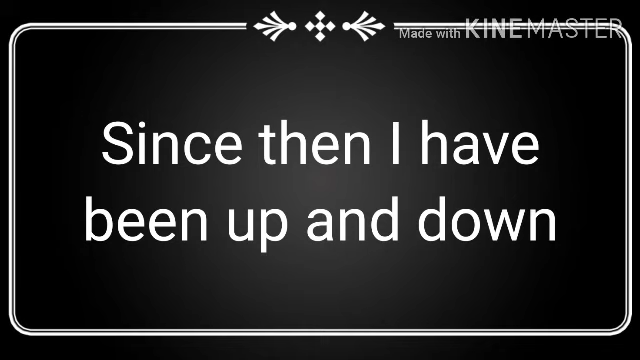 Made with KINEMASTER
Since then I have
been up and down